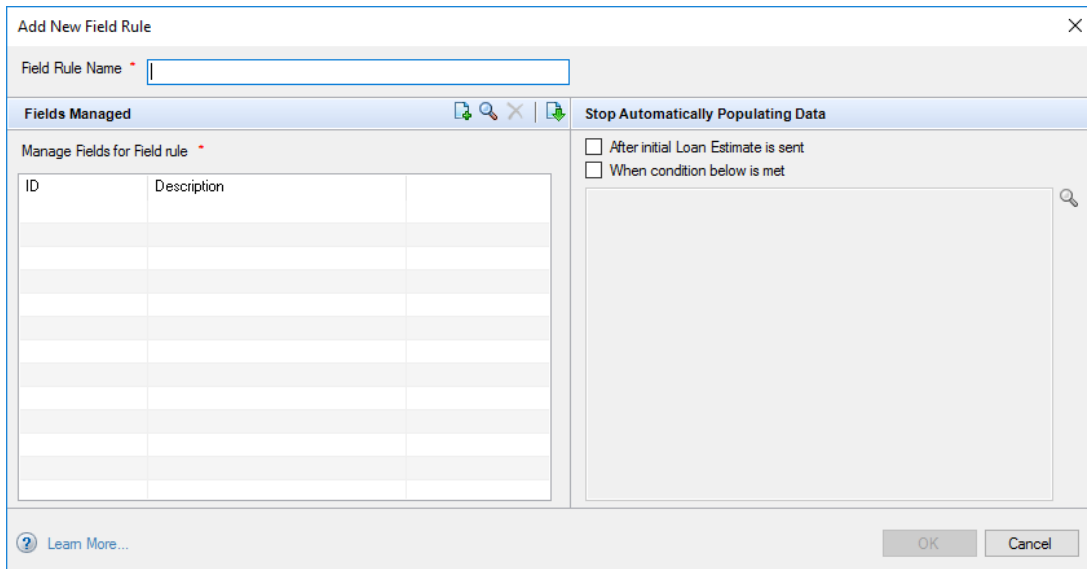 Add New Field Rule
Field Rule Name *
Fields Managed
Manage Fields for Field rule *
ID Description
Stop Automatically Populating Data
After initial Loan Estimate is sent
When condition below is met
? Learn More...
OK Cancel